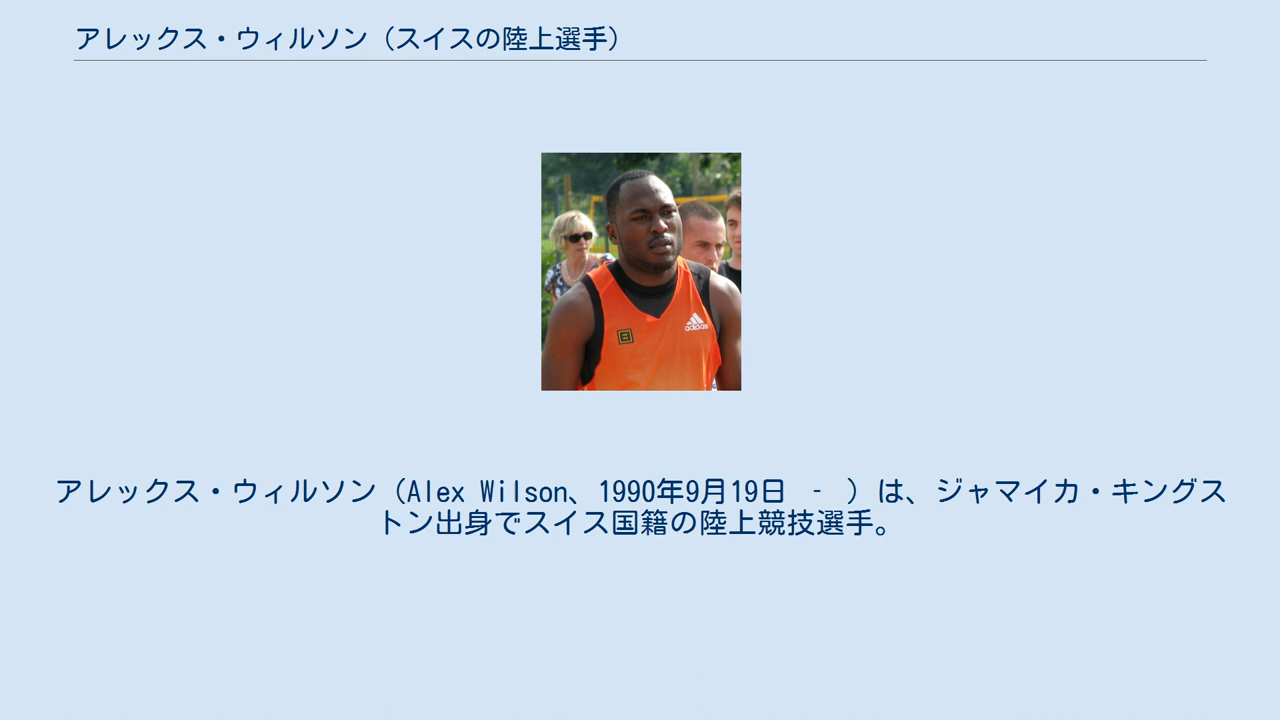 アレックス・ウィルソン（スイスの陸上選手）
adidas
アレックス・ウィルソン（Alex Wilson、1990年9月19日 - ）は、ジャマイカ・キングス
トン出身でスイス国籍の陸上競技選手。